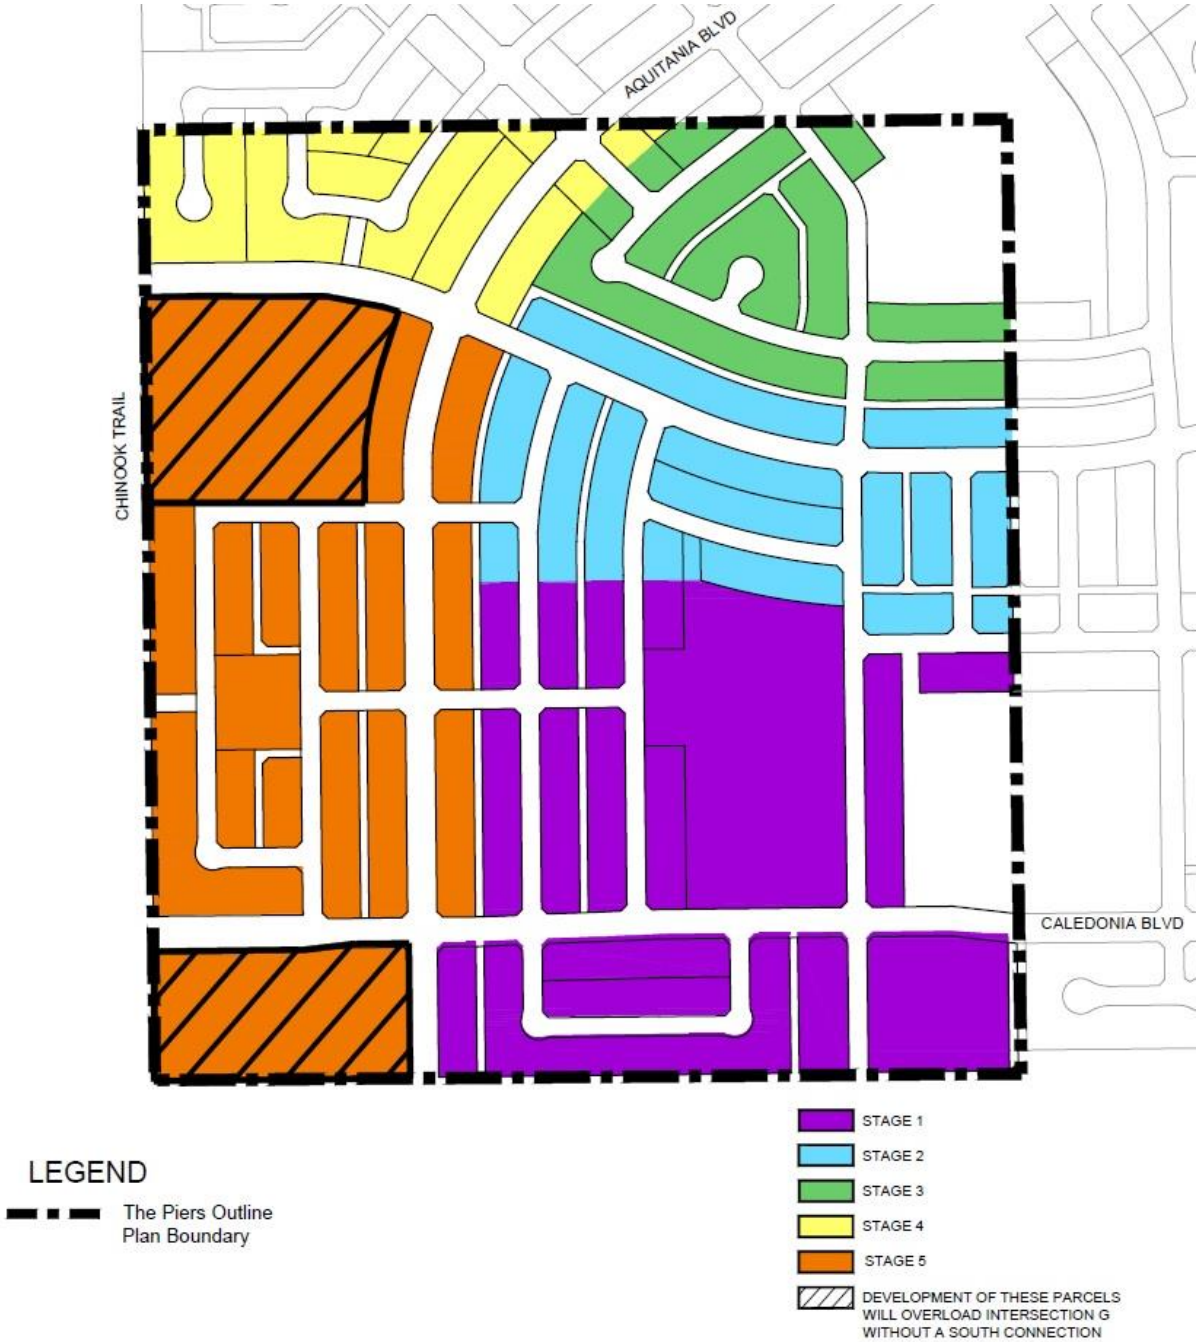 AQUITANIA BLVD
CHINOOK TRAIL
CALEDONIA BLVD
LEGEND
The Piers Outline
Plan Boundary
STAGE 1
STAGE 2
STAGE 3
STAGE 4
STAGE 5
DEVELOPMENT OF THESE PARCELS
WILL OVERLOAD INTERSECTION G
WITHOUT A SOUTH CONNECTION